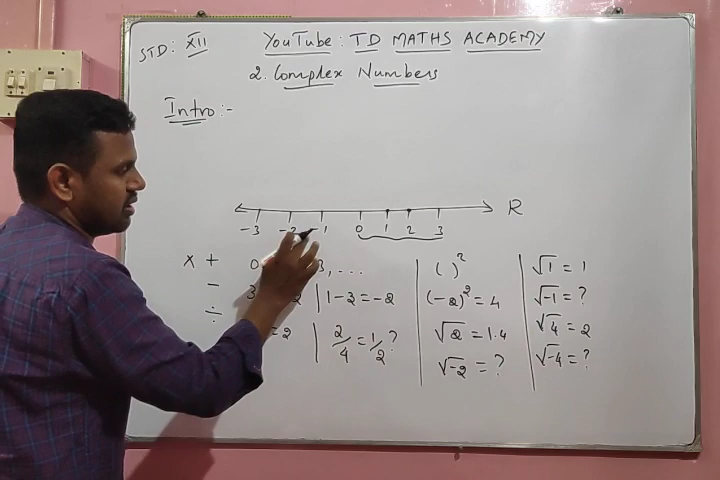 STD: XII
YouTube: TD MATHS ACADEMY
2. Complex Numbers
Intro:-
R
-3 -2 -1 0 1 2 3
× + 0 3, ...
- 3 2 | 1-3=-2
÷ =2 | 2/4 = 1/2?
( )²
(-2)² = 4
√2 = 1.4
√-2 = ?
√1 = 1
√-1 = ?
√4 = 2
√-4 = ?